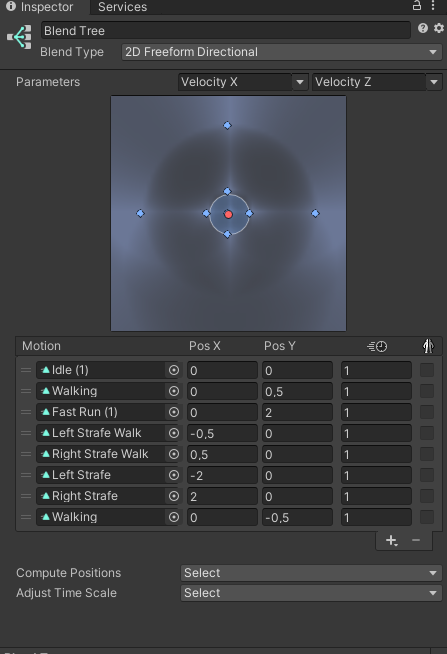 Inspector Services
Blend Tree
Blend Type 2D Freeform Directional
Parameters Velocity X Velocity Z
Motion Pos X Pos Y
Idle (1) 0 0 1
Walking 0 0,5 1
Fast Run (1) 0 2 1
Left Strafe Walk -0,5 0 1
Right Strafe Walk 0,5 0 1
Left Strafe -2 0 1
Right Strafe 2 0 1
Walking 0 -0,5 1
Compute Positions Select
Adjust Time Scale Select